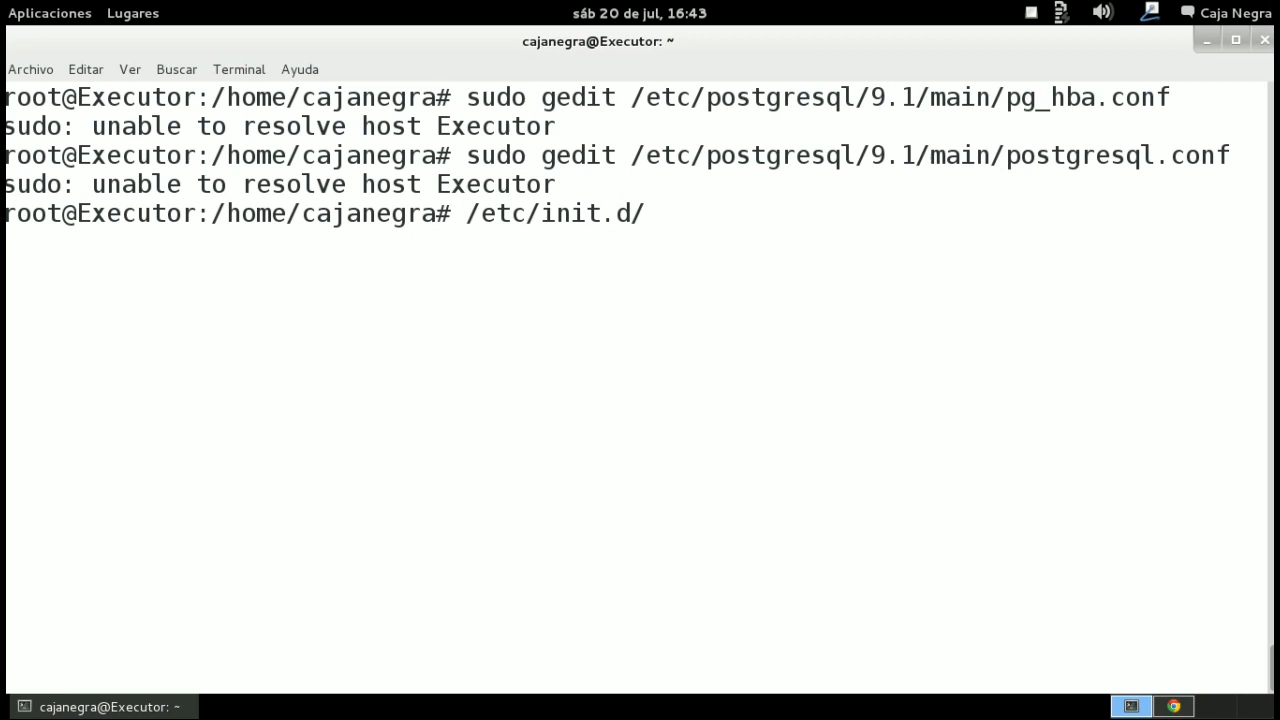 Aplicaciones Lugares sáb 20 de jul, 16:43 Caja Negra
cajanegra@Executor: ~
Archivo Editar Ver Buscar Terminal Ayuda
root@Executor:/home/cajanegra# sudo gedit /etc/postgresql/9.1/main/pg_hba.conf
sudo: unable to resolve host Executor
root@Executor:/home/cajanegra# sudo gedit /etc/postgresql/9.1/main/postgresql.conf
sudo: unable to resolve host Executor
root@Executor:/home/cajanegra# /etc/init.d/
cajanegra@Executor: ~